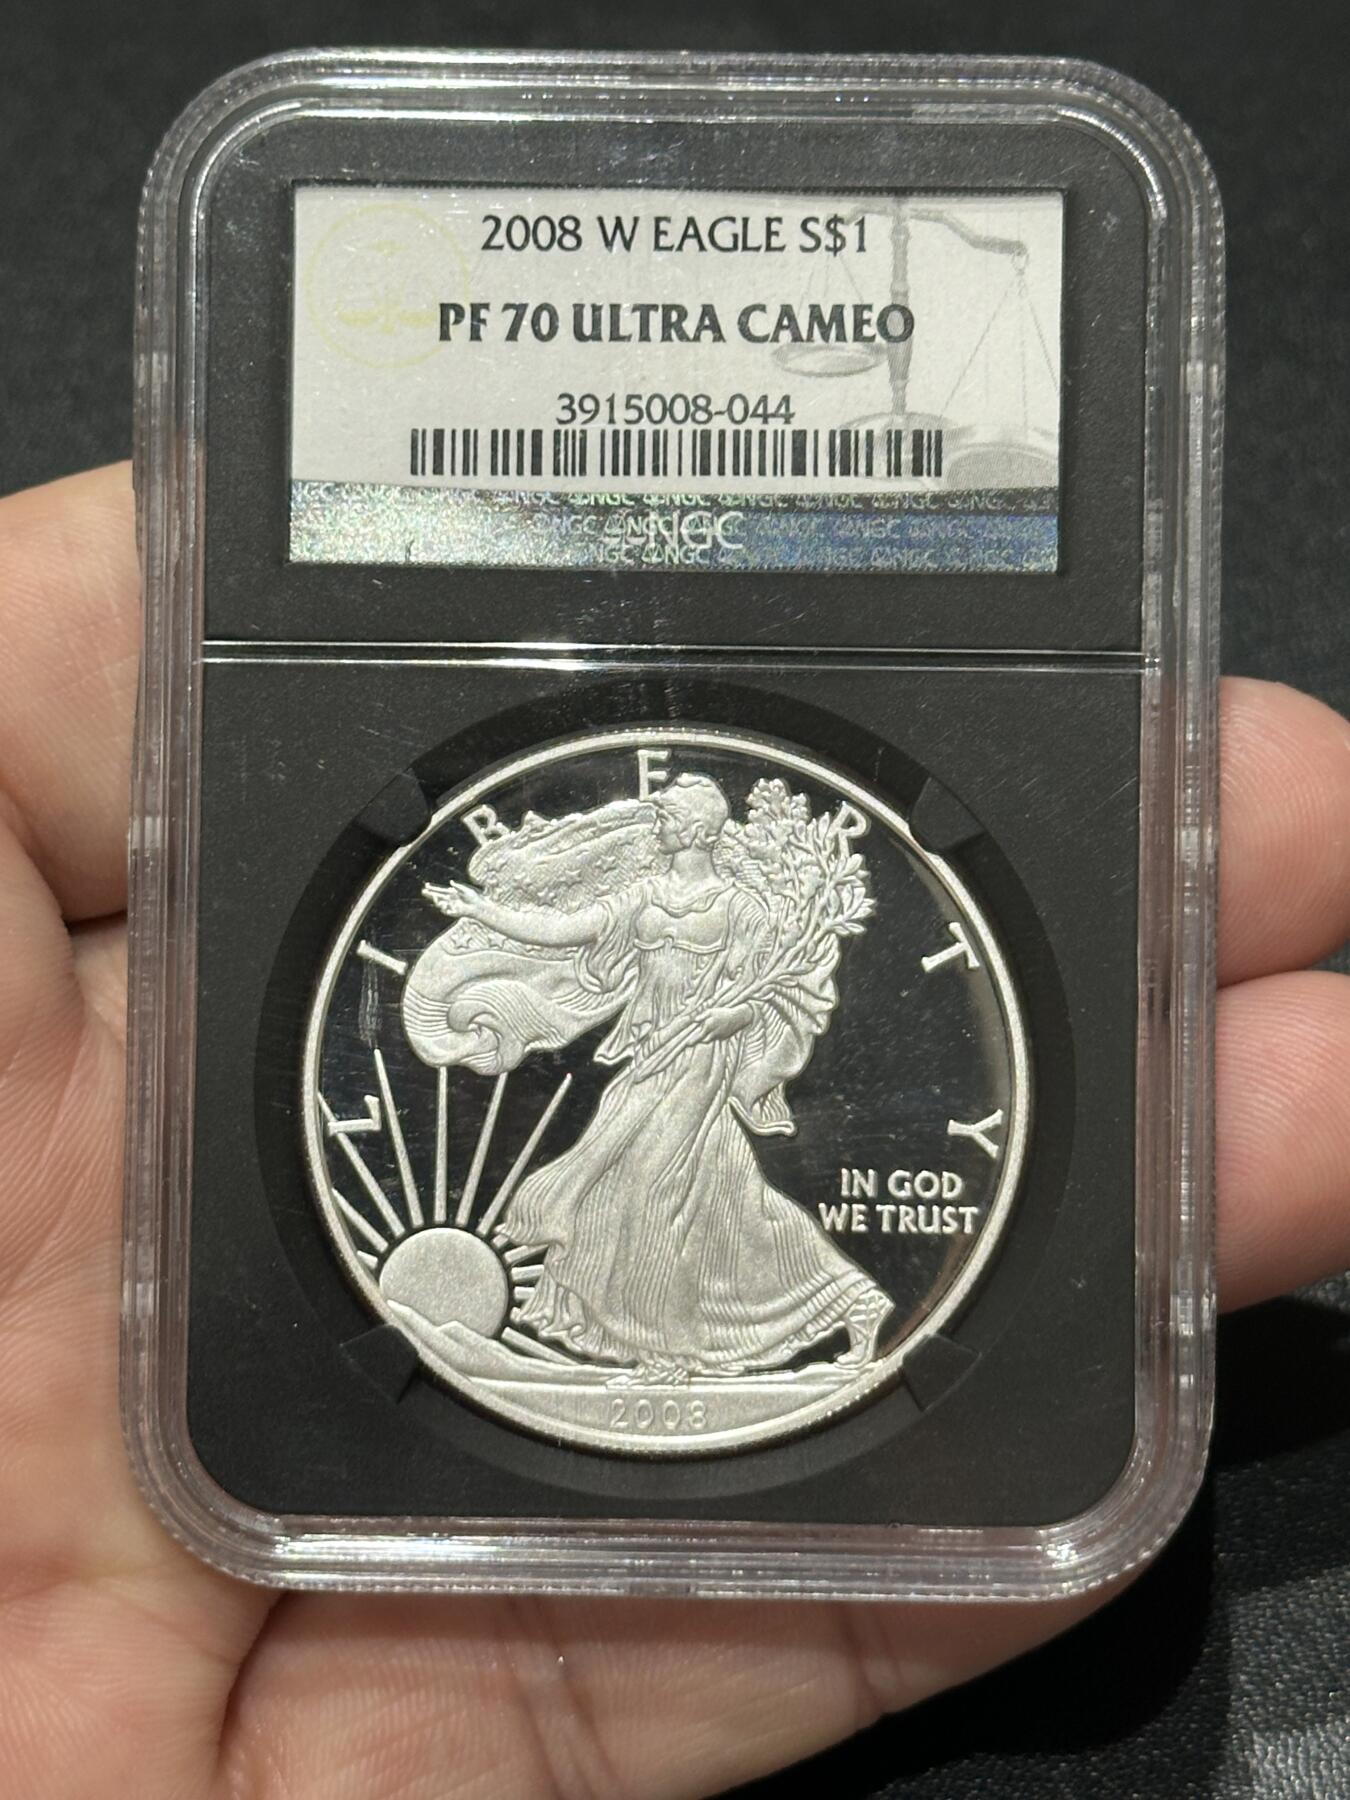 2008 W EAGLE S$1
PF 70 ULTRA CAMEO
3915008-044
NGC
LIBERTY
IN GOD
WE TRUST
2008